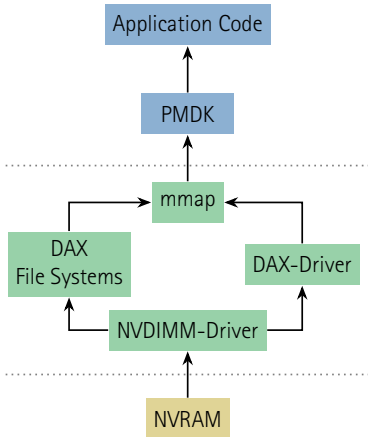 Application Code
PMDK
mmap
DAX
File Systems
DAX-Driver
NVDIMM-Driver
NVRAM